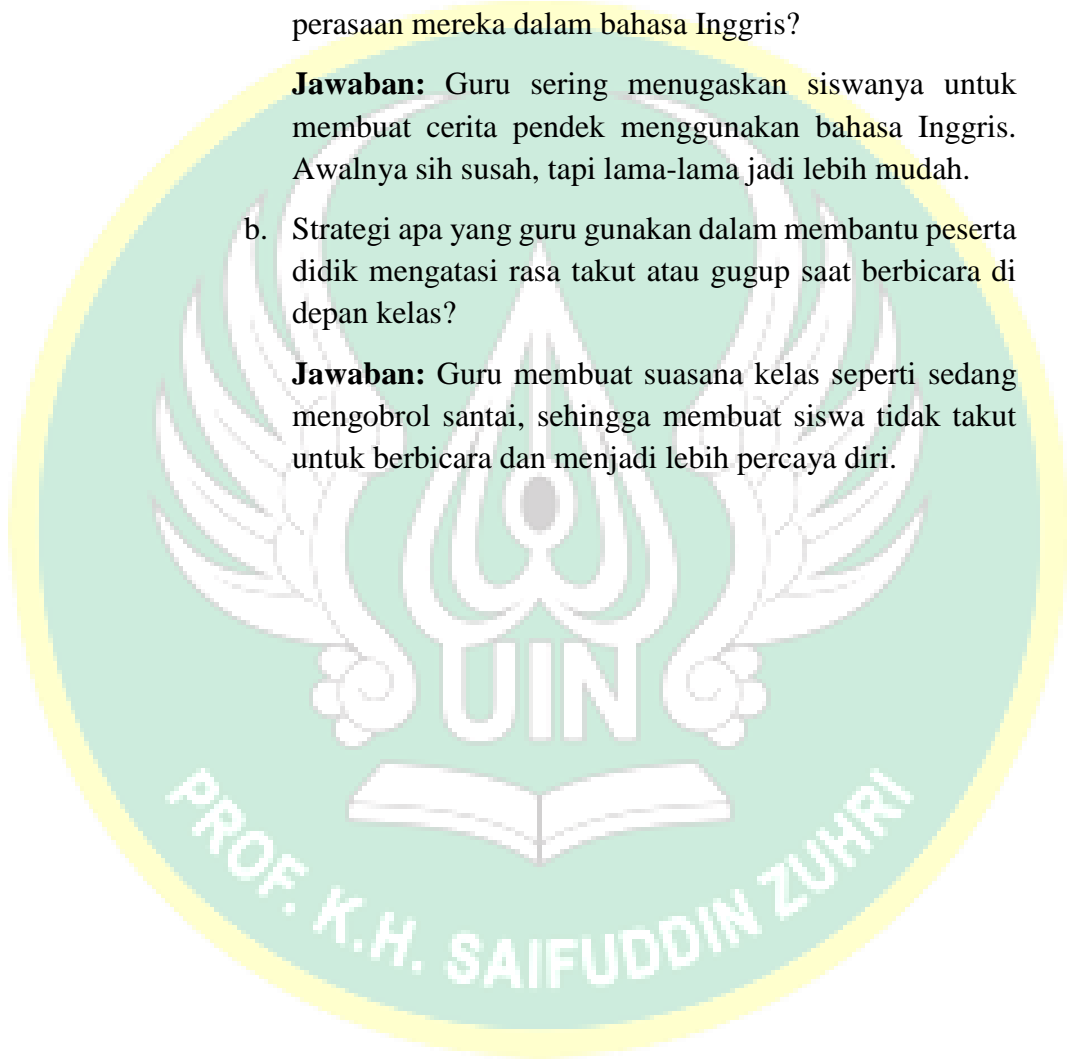 perasaan mereka dalam bahasa Inggris?
Jawaban: Guru sering menugaskan siswanya untuk
membuat cerita pendek menggunakan bahasa Inggris.
Awalnya sih susah, tapi lama-lama jadi lebih mudah.
b. Strategi apa yang guru gunakan dalam membantu peserta
didik mengatasi rasa takut atau gugup saat berbicara di
depan kelas?
Jawaban: Guru membuat suasana kelas seperti sedang
mengobrol santai, sehingga membuat siswa tidak takut
untuk berbicara dan menjadi lebih percaya diri.
UIN
PROF. K.H. SAIFUDDIN ZUHRI